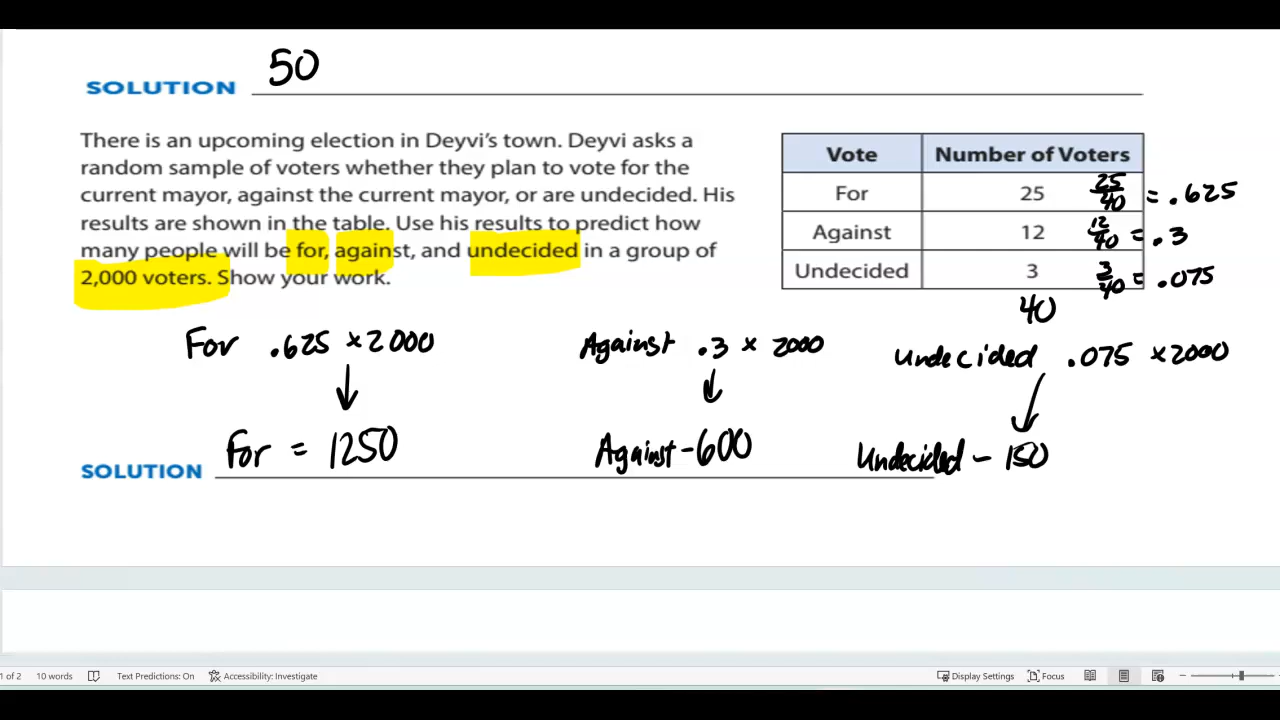 50
SOLUTION
There is an upcoming election in Deyvi's town. Deyvi asks a
random sample of voters whether they plan to vote for the
current mayor, against the current mayor, or are undecided. His
results are shown in the table. Use his results to predict how
many people will be for, against, and undecided in a group of
2,000 voters. Show your work.
Vote Number of Voters
For 25 25/40 = .625
Against 12 12/40 = .3
Undecided 3 3/40 = .075
40
For .625 × 2000
Against .3 × 2000
undecided .075 × 2000
For = 1250
Against - 600
Undecided - 150
SOLUTION
1 of 2 10 words Text Predictions: On Accessibility: Investigate Display Settings Focus